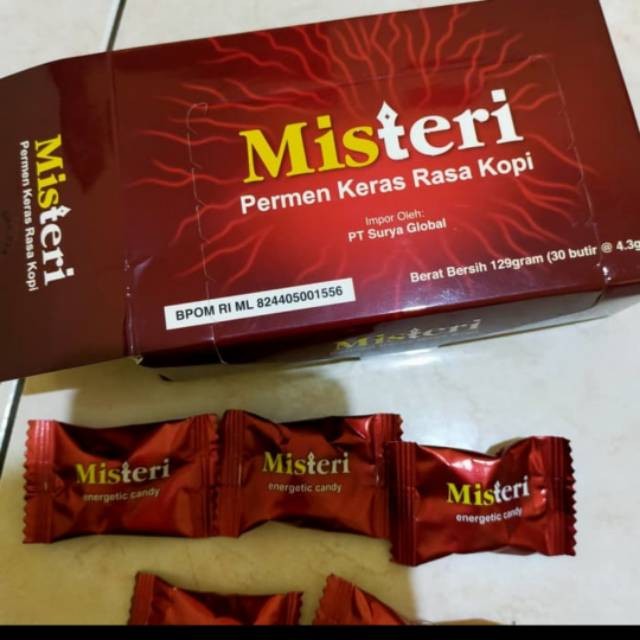 Misteri
Permen Keras Rasa Kopi
Misteri
Permen Keras Rasa Kopi
Impor Oleh:
PT Surya Global
Berat Bersih 129gram (30 butir @ 4.3g
BPOM RI ML 824405001556
Misteri
Misteri
energetic candy
Misteri
energetic candy
Misteri
energetic candy